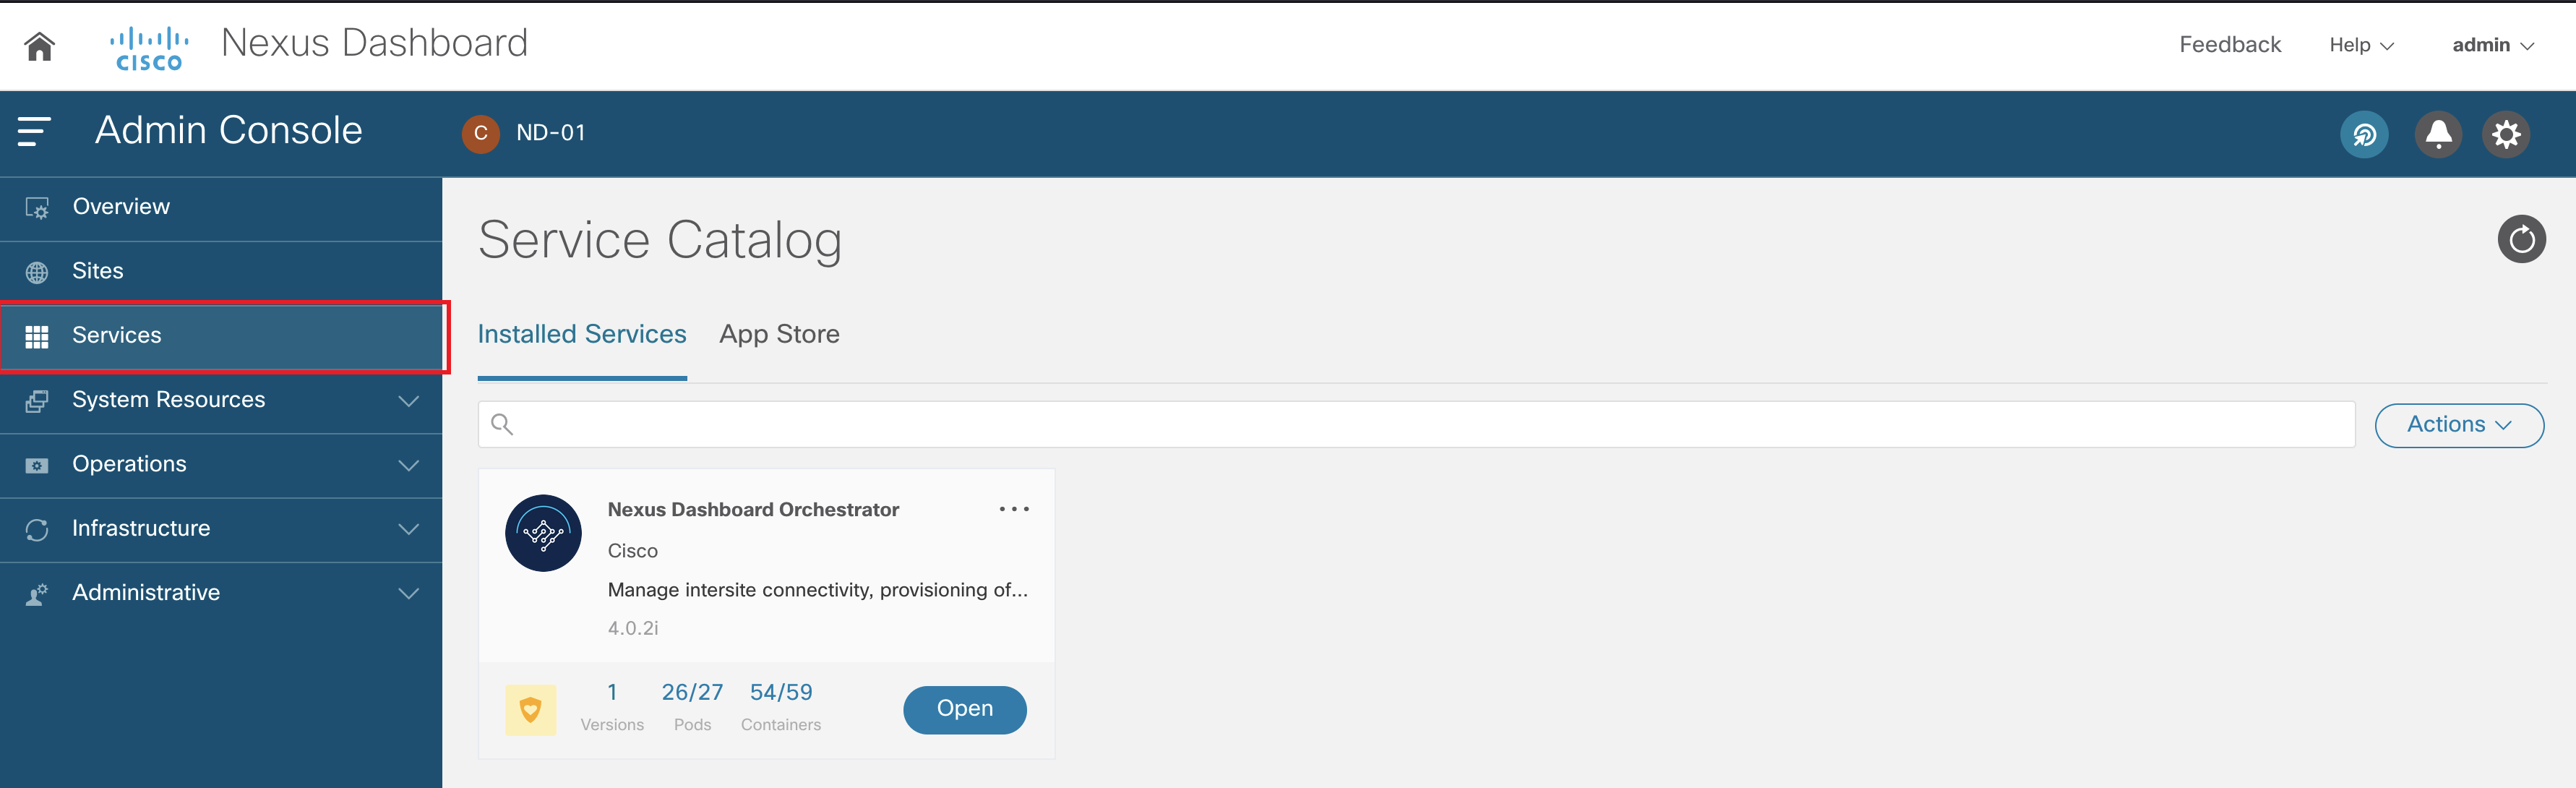 CISCO Nexus Dashboard Feedback Help admin
Admin Console C ND-01
Overview
Sites
Services
System Resources
Operations
Infrastructure
Administrative
Service Catalog
Installed Services App Store
Actions
Nexus Dashboard Orchestrator ...
Cisco
Manage intersite connectivity, provisioning of...
4.0.2i
1 26/27 54/59
Versions Pods Containers
Open